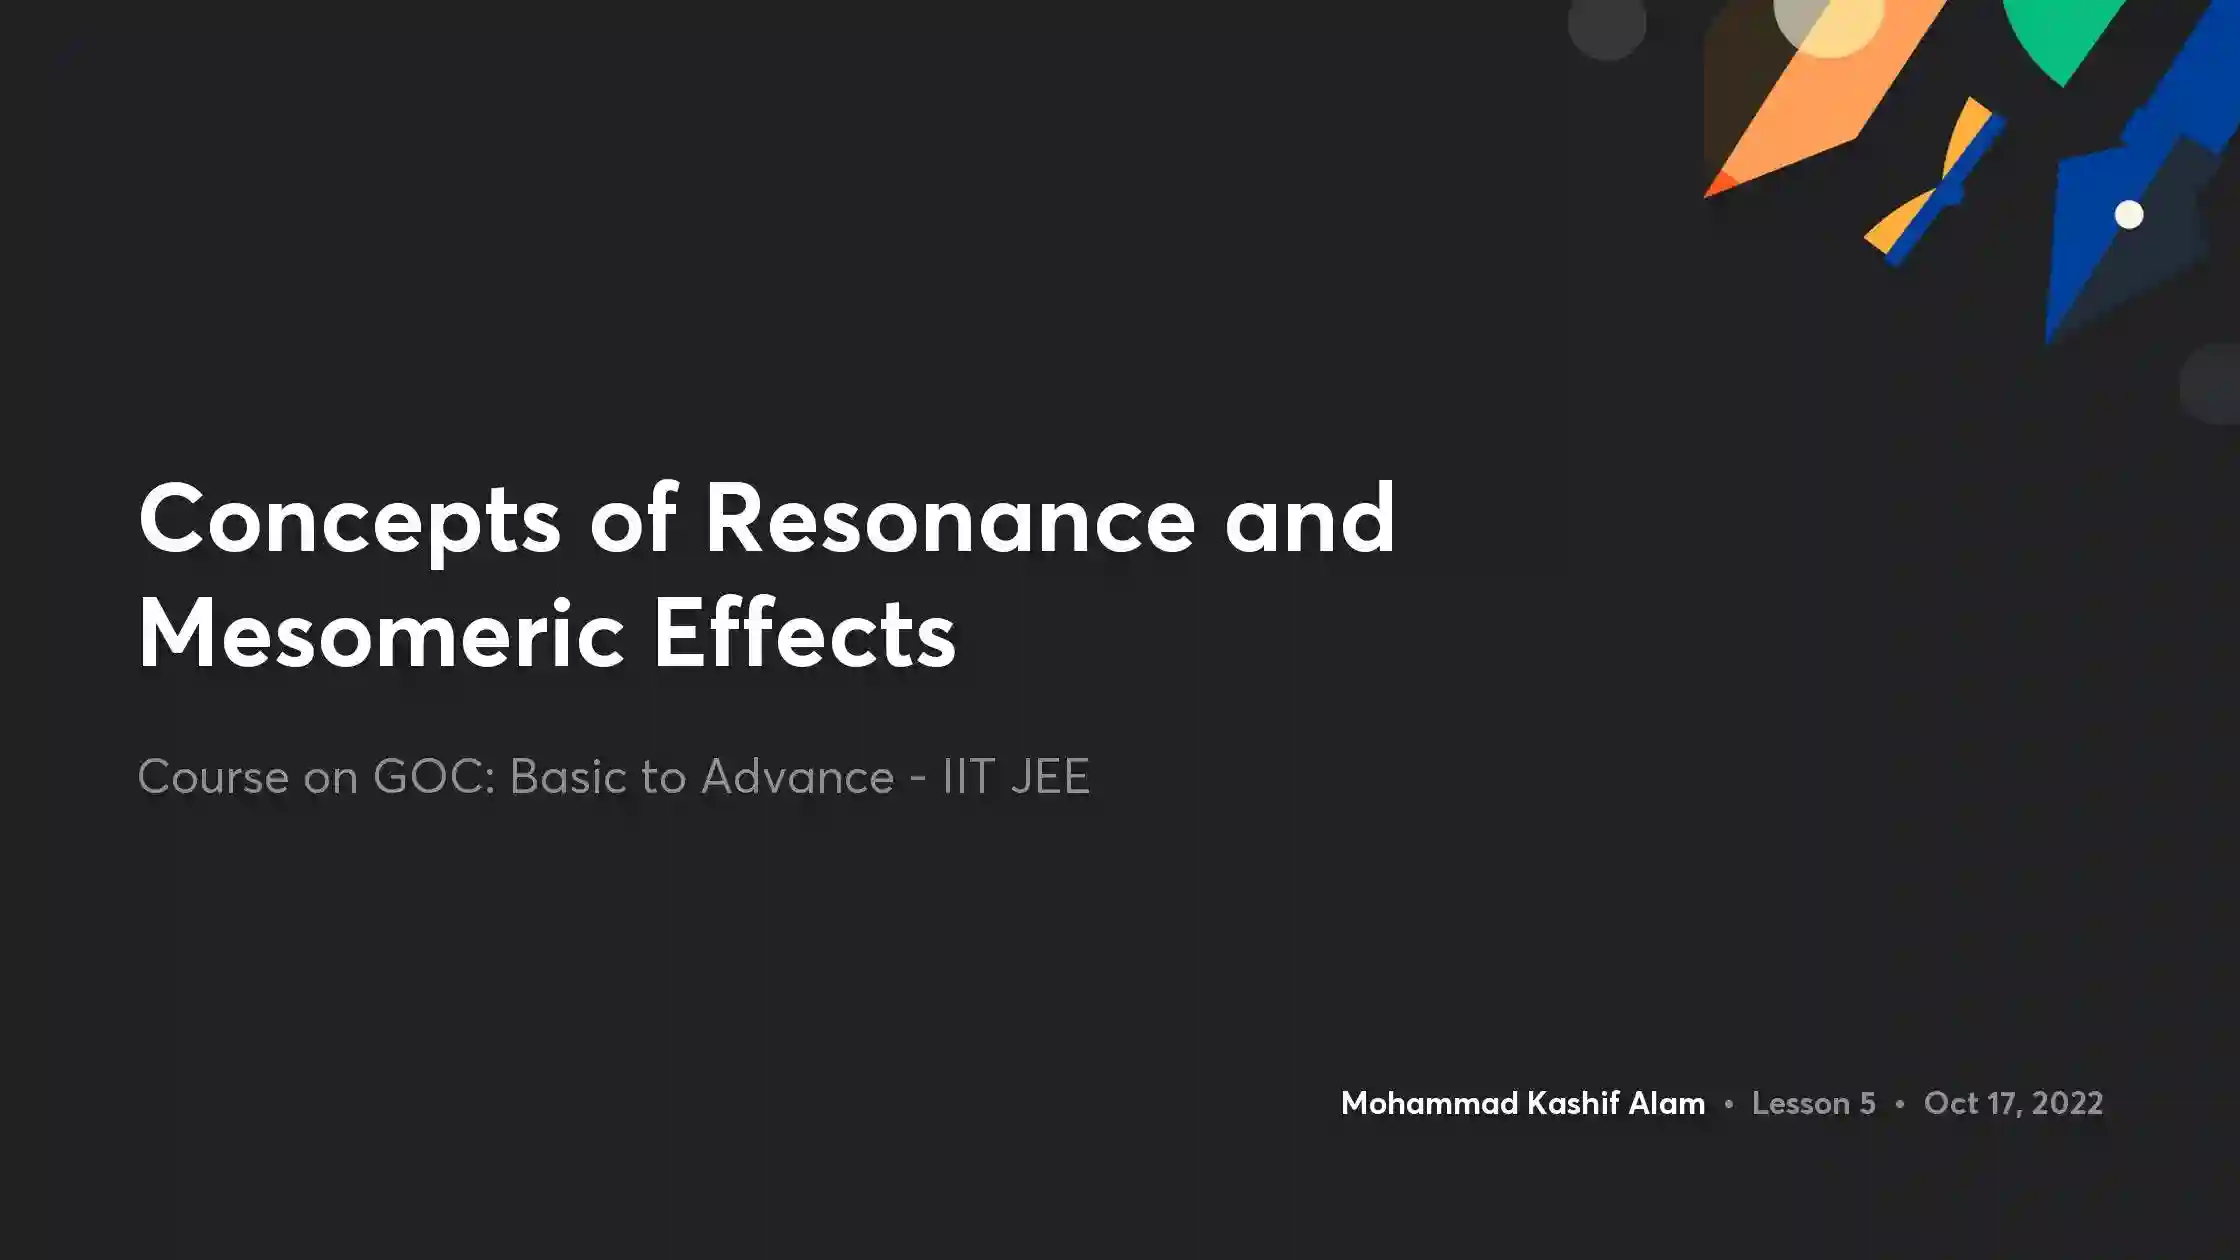 Concepts of Resonance and
Mesomeric Effects
Course on GOC: Basic to Advance - IIT JEE
Mohammad Kashif Alam • Lesson 5 • Oct 17, 2022